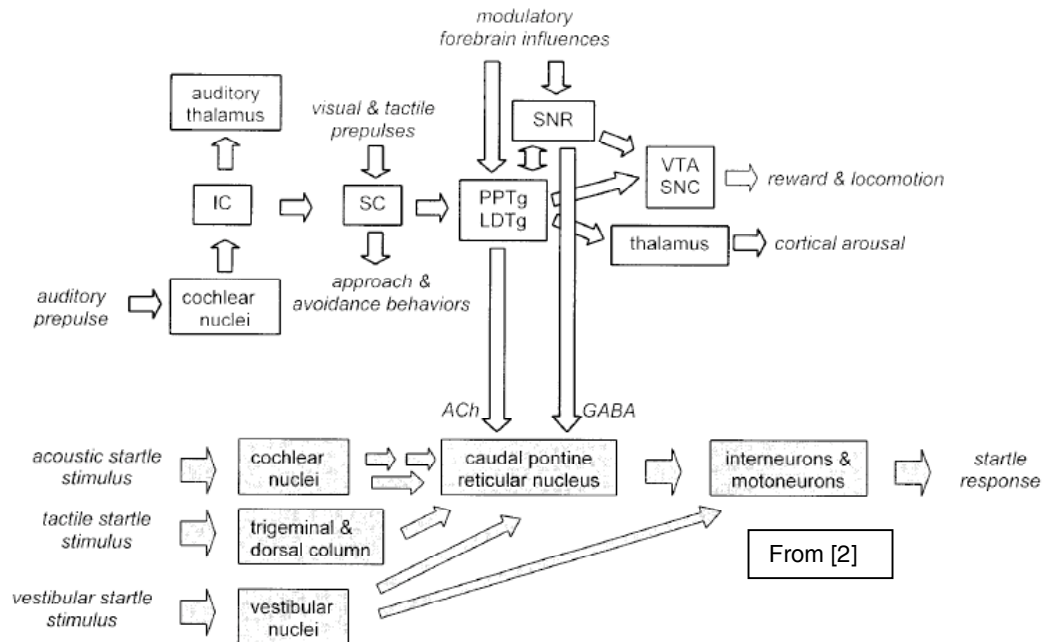 modulatory
forebrain influences
auditory
thalamus
visual & tactile
prepulses
SNR
VTA
SNC
reward & locomotion
IC
SC
PPTg
LDTg
thalamus
cortical arousal
auditory
prepulse
cochlear
nuclei
approach &
avoidance behaviors
ACh
GABA
acoustic startle
stimulus
cochlear
nuclei
caudal pontine
reticular nucleus
interneurons &
motoneurons
startle
response
tactile startle
stimulus
trigeminal &
dorsal column
From [2]
vestibular startle
stimulus
vestibular
nuclei